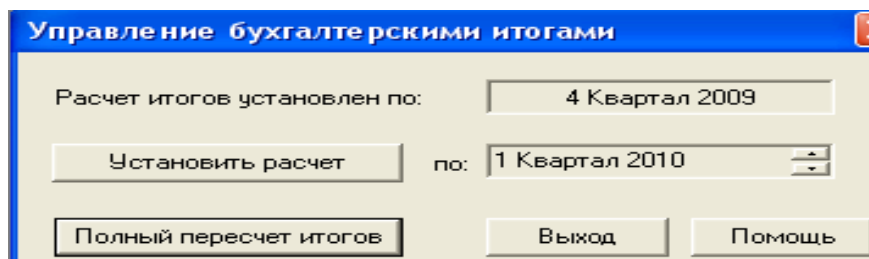 Управление бухгалтерскими итогами
Расчет итогов установлен по: 4 Квартал 2009
Установить расчет по: 1 Квартал 2010
Полный пересчет итогов Выход Помощь